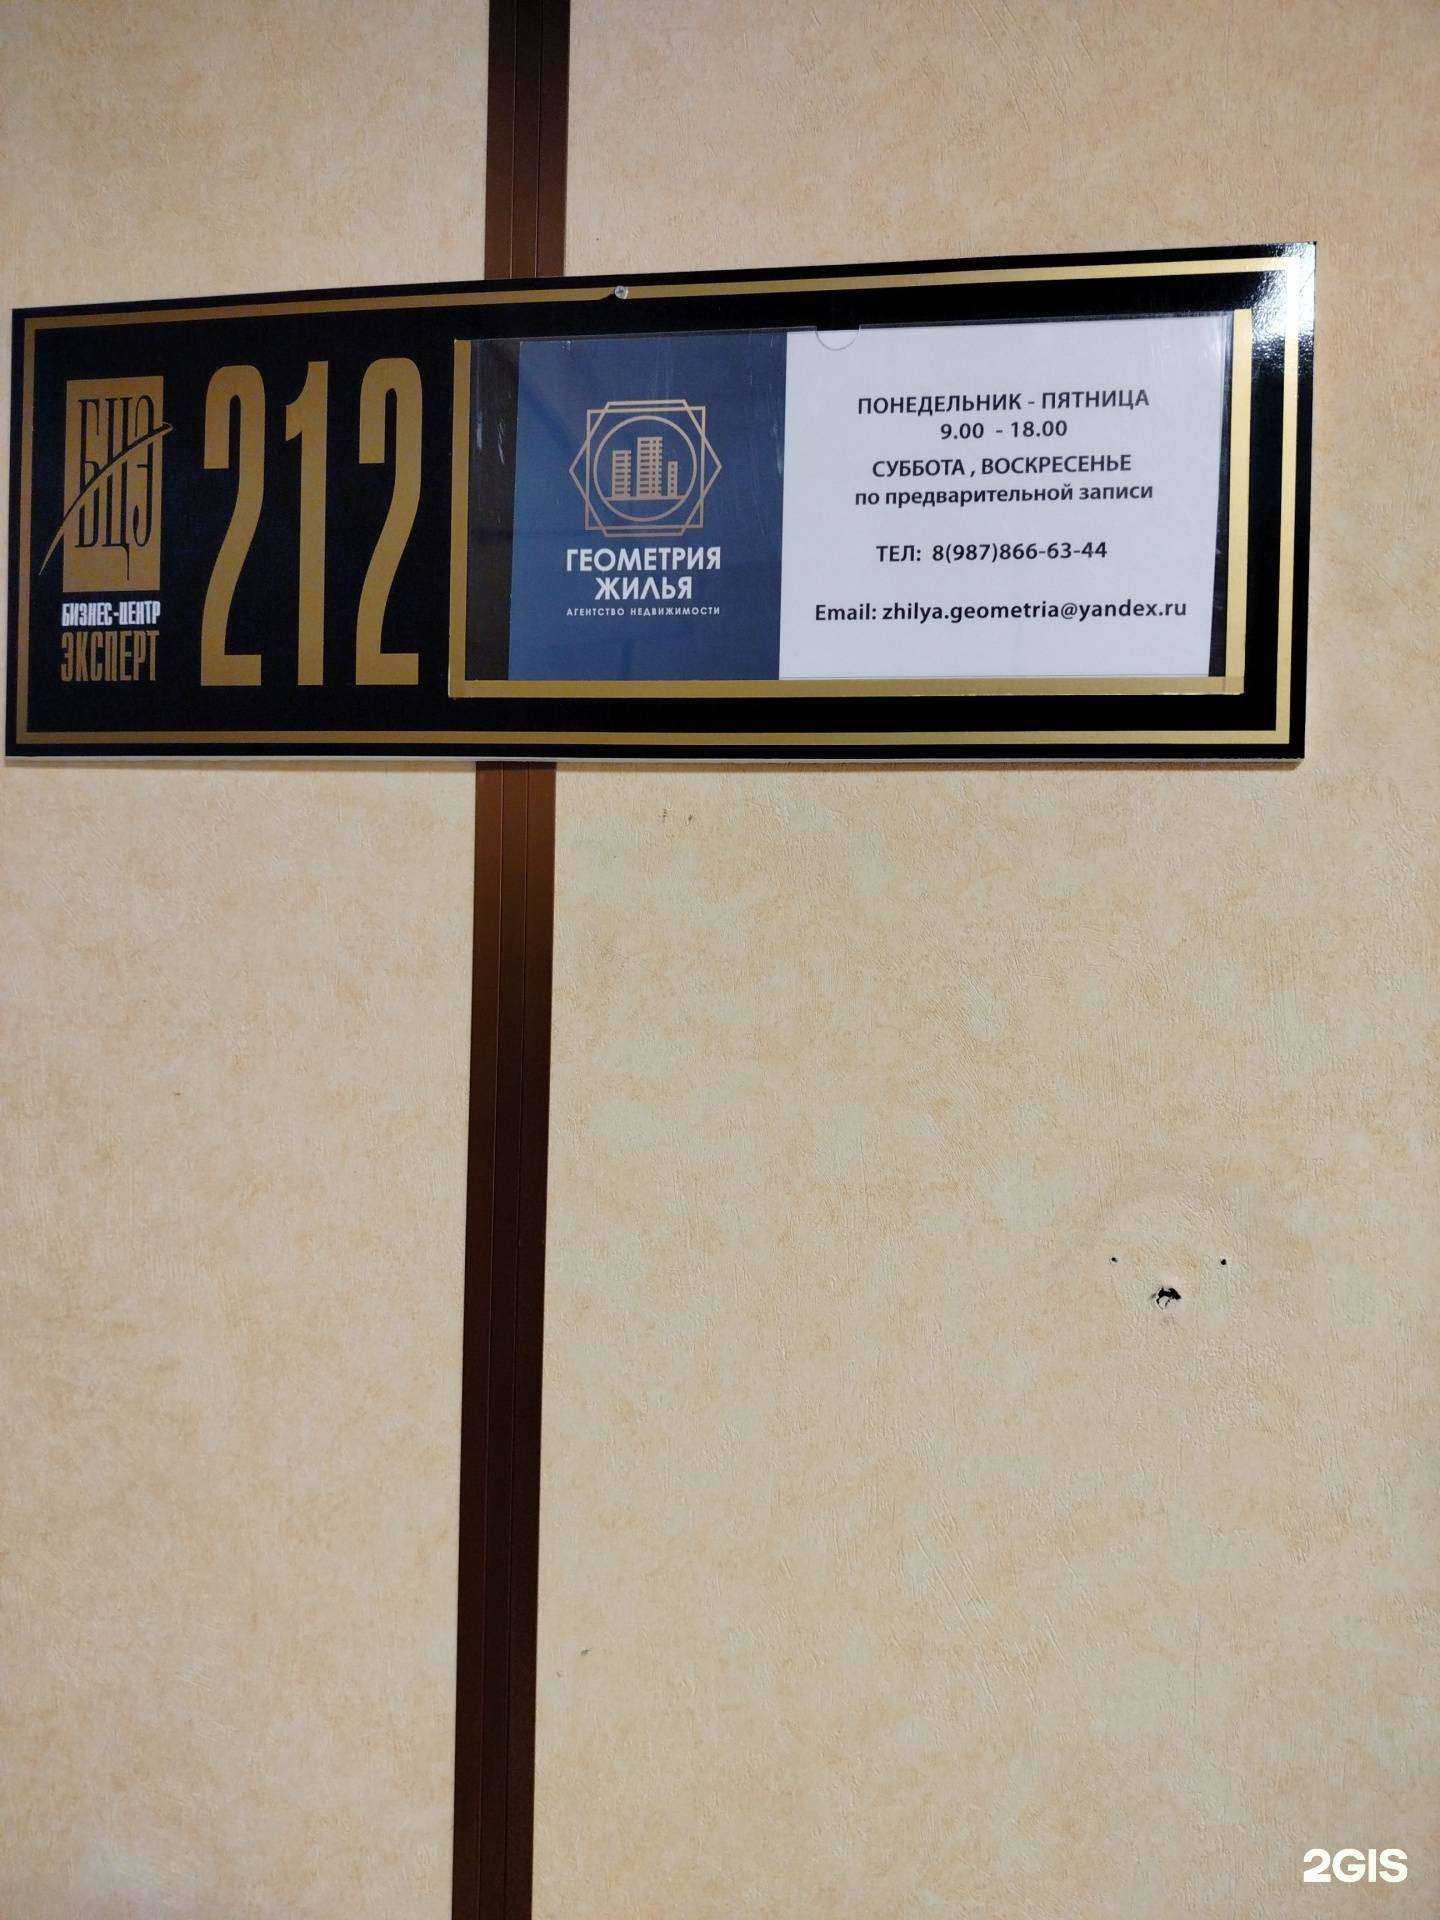 БЦЭ
БИЗНЕС-ЦЕНТР
ЭКСПЕРТ
212
ГЕОМЕТРИЯ
ЖИЛЬЯ
АГЕНТСТВО НЕДВИЖИМОСТИ
ПОНЕДЕЛЬНИК - ПЯТНИЦА
9.00 - 18.00
СУББОТА , ВОСКРЕСЕНЬЕ
по предварительной записи
ТЕЛ: 8(987)866-63-44
Email: zhilya.geometria@yandex.ru
2GIS